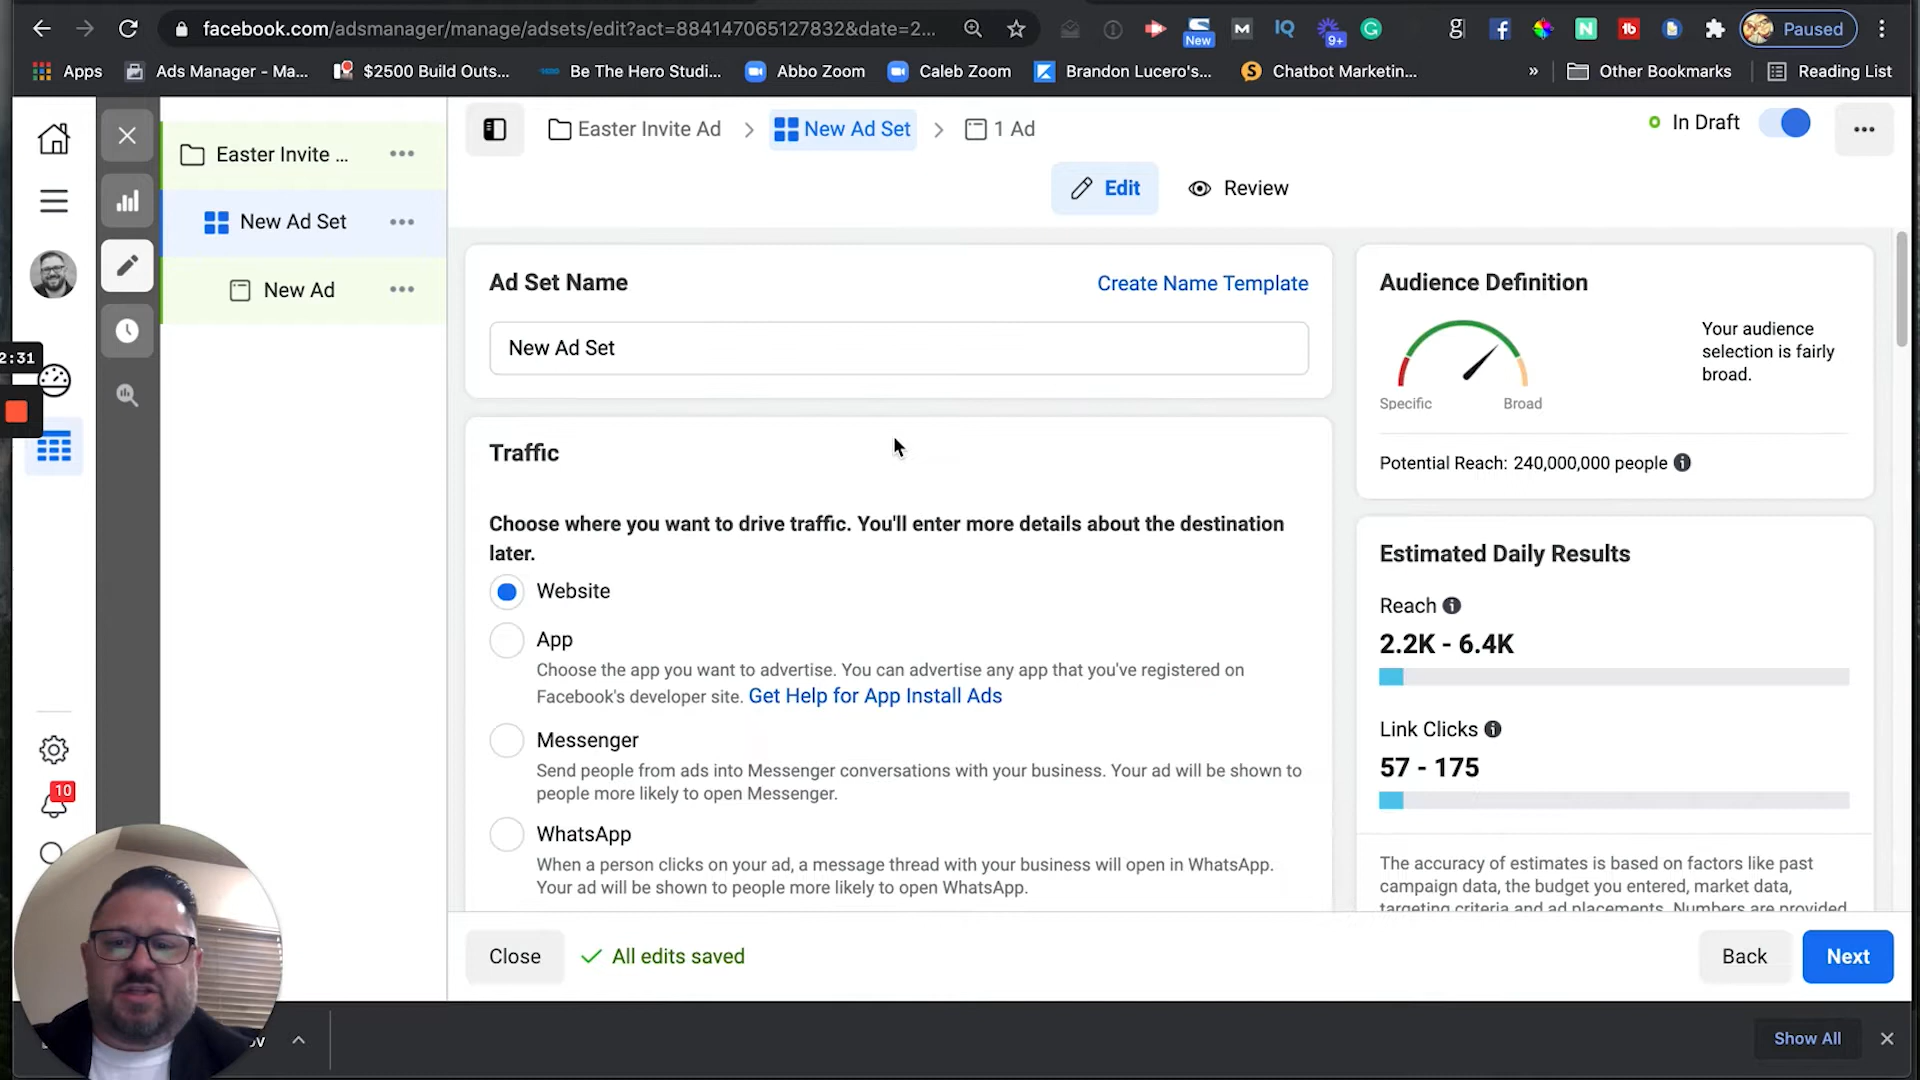 facebook.com/adsmanager/manage/adsets/edit?act=884147065127832&date=2...
New
9+
Paused
Apps
Ads Manager - Ma...
$2500 Build Outs...
Be The Hero Studi...
Abbo Zoom
Caleb Zoom
Brandon Lucero's...
Chatbot Marketin...
»
Other Bookmarks
Reading List
Easter Invite ...
New Ad Set
New Ad
Easter Invite Ad
New Ad Set
1 Ad
In Draft
Edit
Review
Ad Set Name
Create Name Template
New Ad Set
Traffic
Choose where you want to drive traffic. You'll enter more details about the destination
later.
Website
App
Choose the app you want to advertise. You can advertise any app that you've registered on
Facebook's developer site. Get Help for App Install Ads
Messenger
Send people from ads into Messenger conversations with your business. Your ad will be shown to
people more likely to open Messenger.
WhatsApp
When a person clicks on your ad, a message thread with your business will open in WhatsApp.
Your ad will be shown to people more likely to open WhatsApp.
Audience Definition
Your audience
selection is fairly
broad.
Specific
Broad
Potential Reach: 240,000,000 people
Estimated Daily Results
Reach
2.2K - 6.4K
Link Clicks
57 - 175
The accuracy of estimates is based on factors like past
campaign data, the budget you entered, market data,
targeting criteria and ad placements. Numbers are provided
Close
All edits saved
Back
Next
2:31
10
ov
Show All